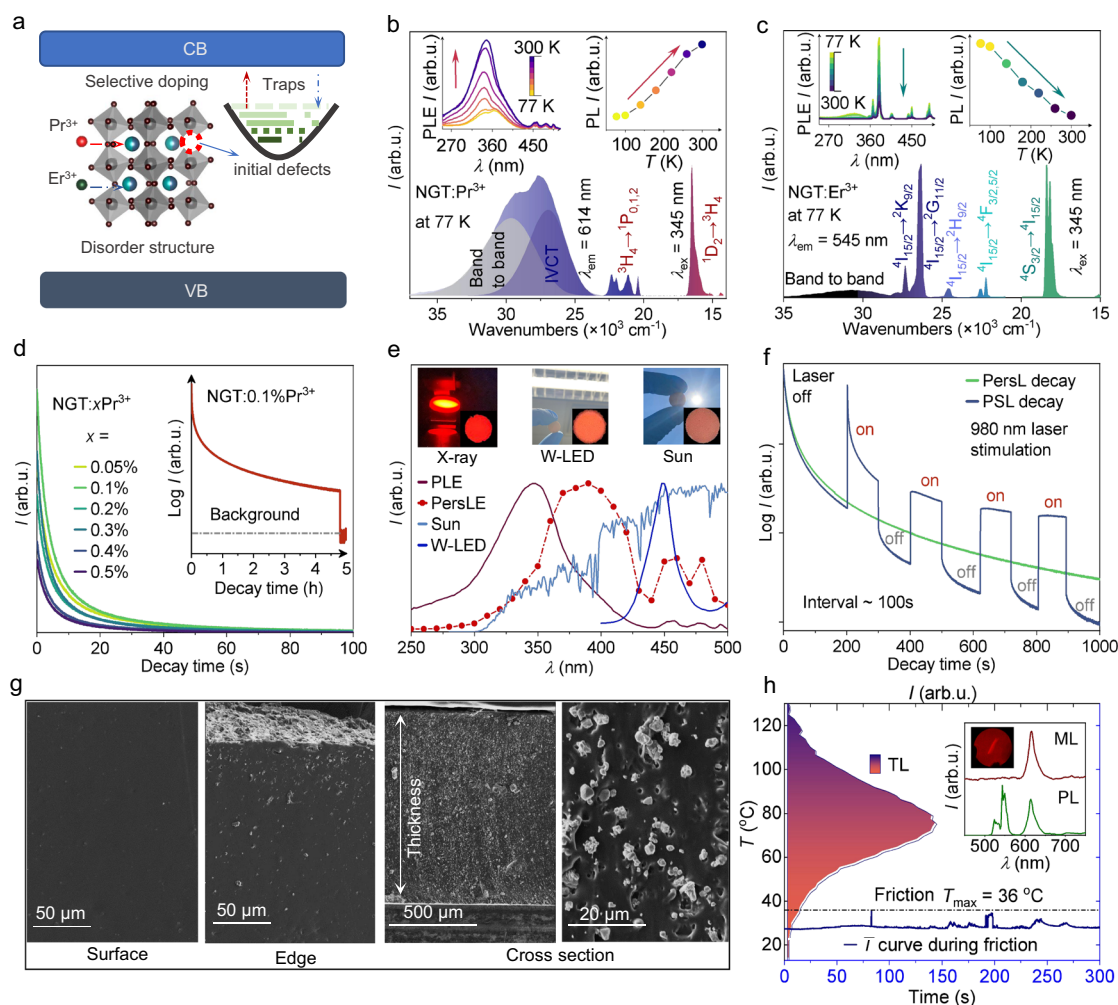 a
CB
Selective doping
Traps
Pr³⁺
Er³⁺
initial defects
Disorder structure
VB
b
PLE I (arb.u.)
300 K
77 K
270 360 450
λ (nm)
PL I (arb.u.)
100 200 300
T (K)
I (arb.u.)
NGT:Pr³⁺
at 77 K
Band to band
IVCT
λem = 614 nm
³H₄→¹P₀,₁,₂
λex = 345 nm
¹D₂→³H₄
35 30 25 20 15
Wavenumbers (×10³ cm⁻¹)
c
PLE I (arb.u.)
77 K
300 K
270 360 450
λ (nm)
PL I (arb.u.)
100 200 300
T (K)
I (arb.u.)
NGT:Er³⁺
at 77 K
λem = 545 nm
Band to band
⁴I₁₅/₂→²K₉/₂
⁴I₁₅/₂→²G₁₁/₂
⁴I₁₅/₂→²H₉/₂
⁴I₁₅/₂→⁴F₃/₂,₅/₂
⁴S₃/₂→⁴I₁₅/₂
λex = 345 nm
35 30 25 20 15
Wavenumbers (×10³ cm⁻¹)
d
I (arb.u.)
NGT:xPr³⁺
x =
0.05%
0.1%
0.2%
0.3%
0.4%
0.5%
NGT:0.1%Pr³⁺
Log I (arb.u.)
Background
0 1 2 3 4 5
Decay time (h)
0 20 40 60 80 100
Decay time (s)
e
X-ray
W-LED
Sun
I (arb.u.)
PLE
PersLE
Sun
W-LED
250 300 350 400 450 500
λ (nm)
f
Log I (arb.u.)
Laser
off
PersL decay
PSL decay
980 nm laser
stimulation
on
on
on
on
off
off
off
off
Interval ~ 100s
0 200 400 600 800 1000
Decay time (s)
g
50 μm
50 μm
Thickness
500 μm
20 μm
Surface
Edge
Cross section
h
I (arb.u.)
T (ºC)
120
100
80
60
40
20
TL
ML
PL
I (arb.u.)
500 600 700
λ (nm)
Friction Tmax = 36 ºC
T̅ curve during friction
0 50 100 150 200 250 300
Time (s)